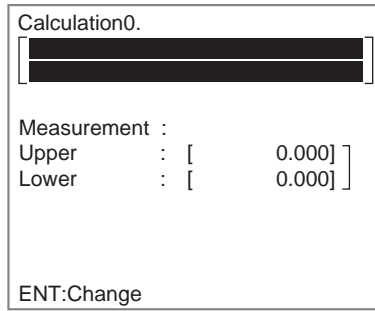 Calculation0.
[ ]
Measurement :
Upper : [ 0.000]
Lower : [ 0.000]
ENT:Change